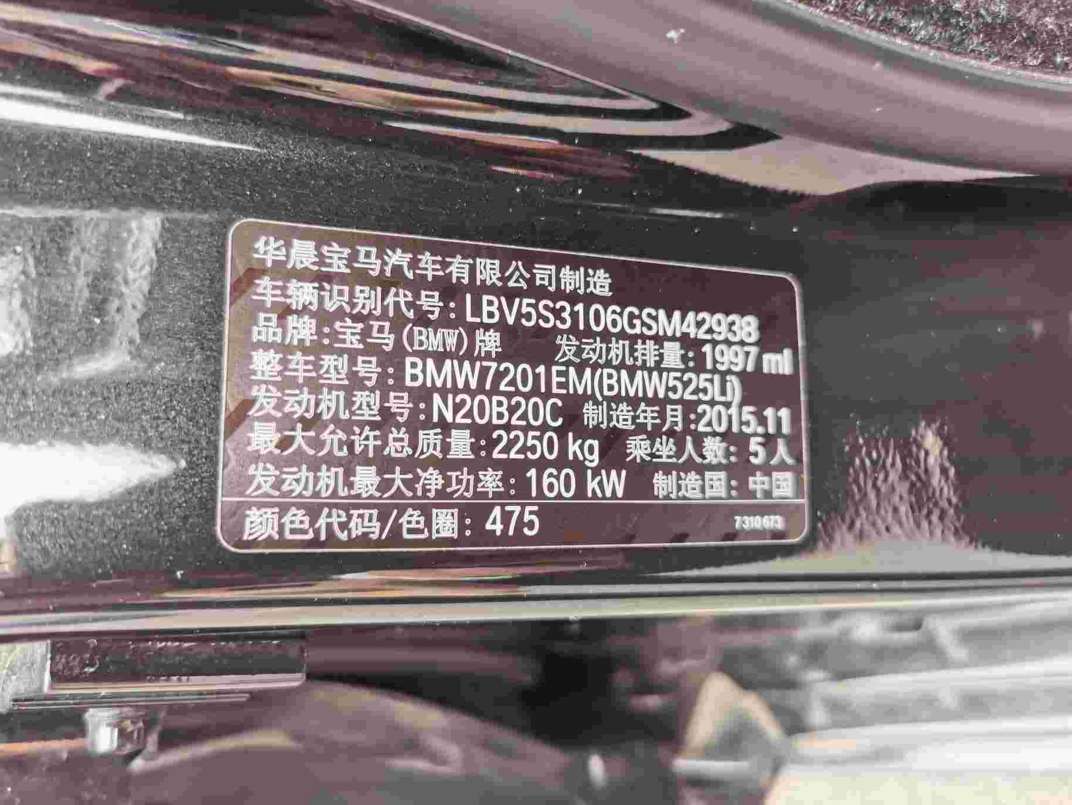 华晨宝马汽车有限公司制造
车辆识别代号:LBV5S3106GSM42938
品牌:宝马(BMW)牌 发动机排量:1997 ml
整车型号:BMW7201EM(BMW525Li)
发动机型号:N20B20C 制造年月:2015.11
最大允许总质量:2250 kg 乘坐人数:5人
发动机最大净功率:160 kW 制造国:中国
颜色代码/色圈:475 7310673